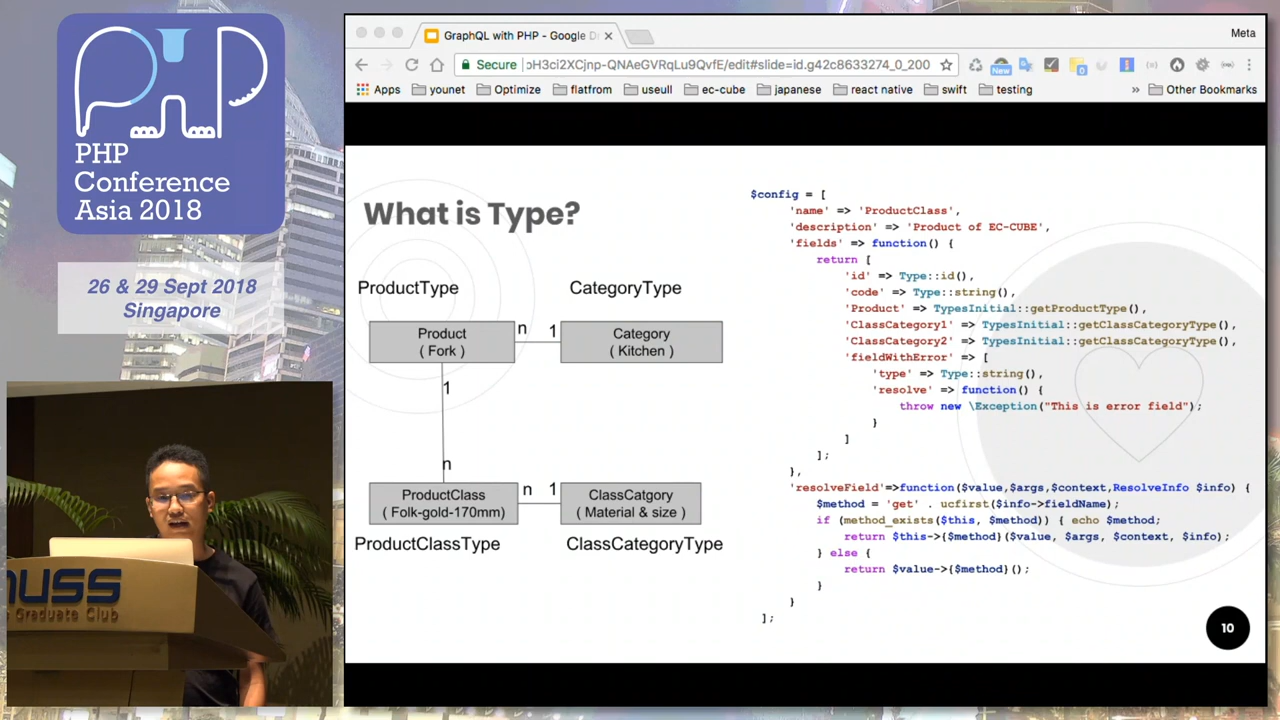 PHP
Conference
Asia 2018
26 & 29 Sept 2018
Singapore
nuss
e Graduate Club
GraphQL with PHP - Google D
Meta
Secure
oH3ci2XCjnp-QNAeGVRqLu9QvfE/edit#slide=id.g42c8633274_0_200
New
0
Apps
younet
Optimize
flatfrom
useull
ec-cube
japanese
react native
swift
testing
»
Other Bookmarks
What is Type?
ProductType
CategoryType
Product
( Fork )
n
1
Category
( Kitchen )
1
n
ProductClass
( Folk-gold-170mm)
n
1
ClassCatgory
( Material & size )
ProductClassType
ClassCategoryType
$config = [
'name' => 'ProductClass',
'description' => 'Product of EC-CUBE',
'fields' => function() {
return [
'id' => Type::id(),
'code' => Type::string(),
'Product' => TypesInitial::getProductType(),
'ClassCategory1' => TypesInitial::getClassCategoryType(),
'ClassCategory2' => TypesInitial::getClassCategoryType(),
'fieldWithError' => [
'type' => Type::string(),
'resolve' => function() {
throw new \Exception("This is error field");
}
]
];
},
'resolveField'=>function($value,$args,$context,ResolveInfo $info) {
$method = 'get' . ucfirst($info->fieldName);
if (method_exists($this, $method)) { echo $method;
return $this->{$method}($value, $args, $context, $info);
} else {
return $value->{$method}();
}
}
];
10